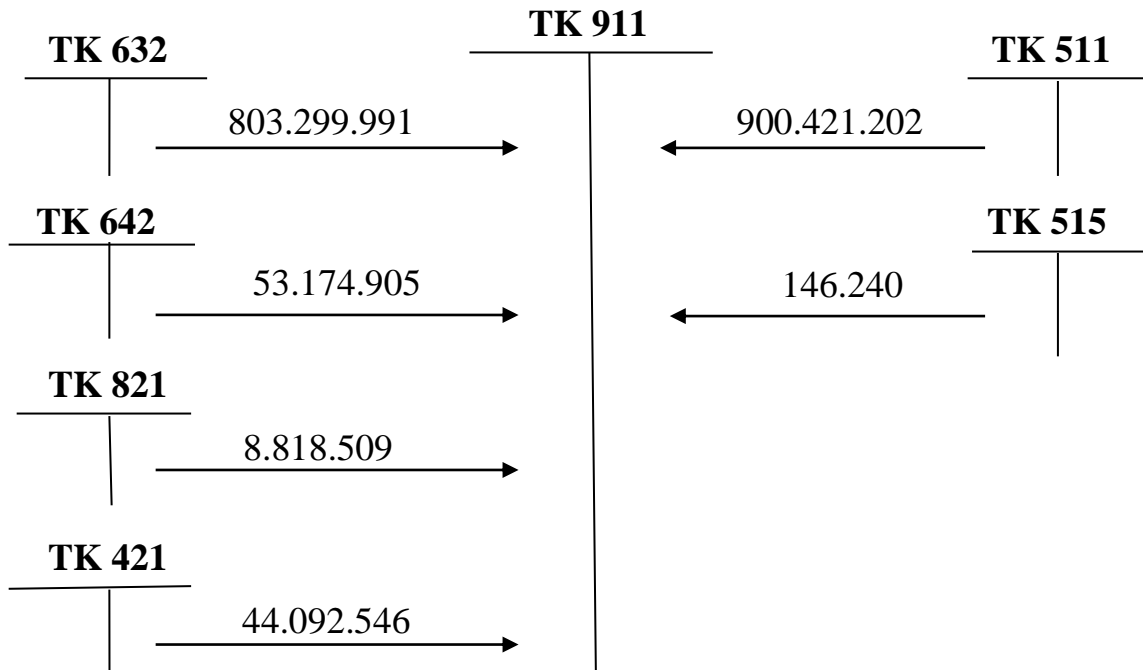 TK 911
TK 632
TK 511
803.299.991
900.421.202
TK 642
TK 515
53.174.905
146.240
TK 821
8.818.509
TK 421
44.092.546